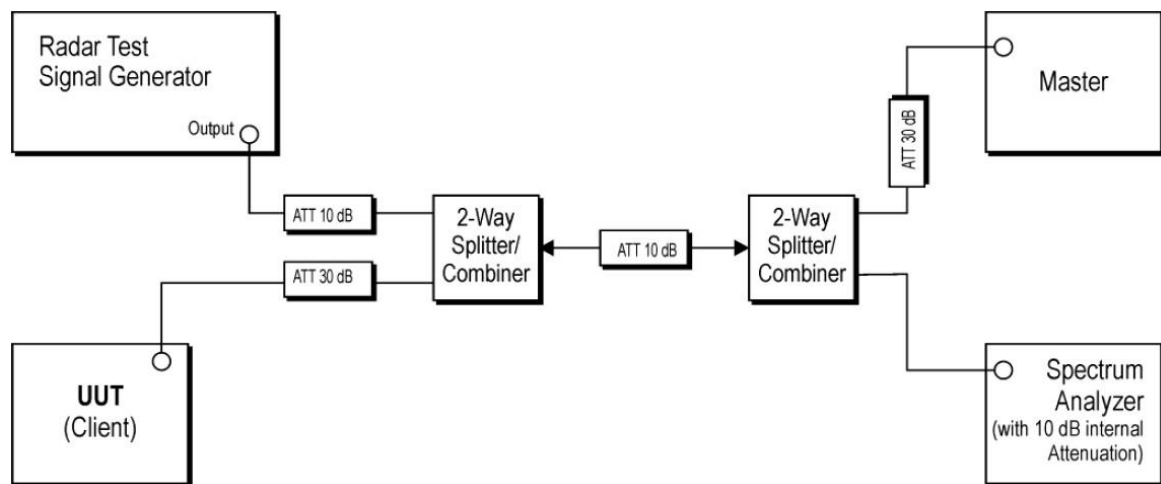 Radar Test
Signal Generator
Output
Master
ATT 30 dB
ATT 10 dB
2-Way
Splitter/
Combiner
ATT 10 dB
2-Way
Splitter/
Combiner
ATT 30 dB
UUT
(Client)
Spectrum
Analyzer
(with 10 dB internal
Attenuation)